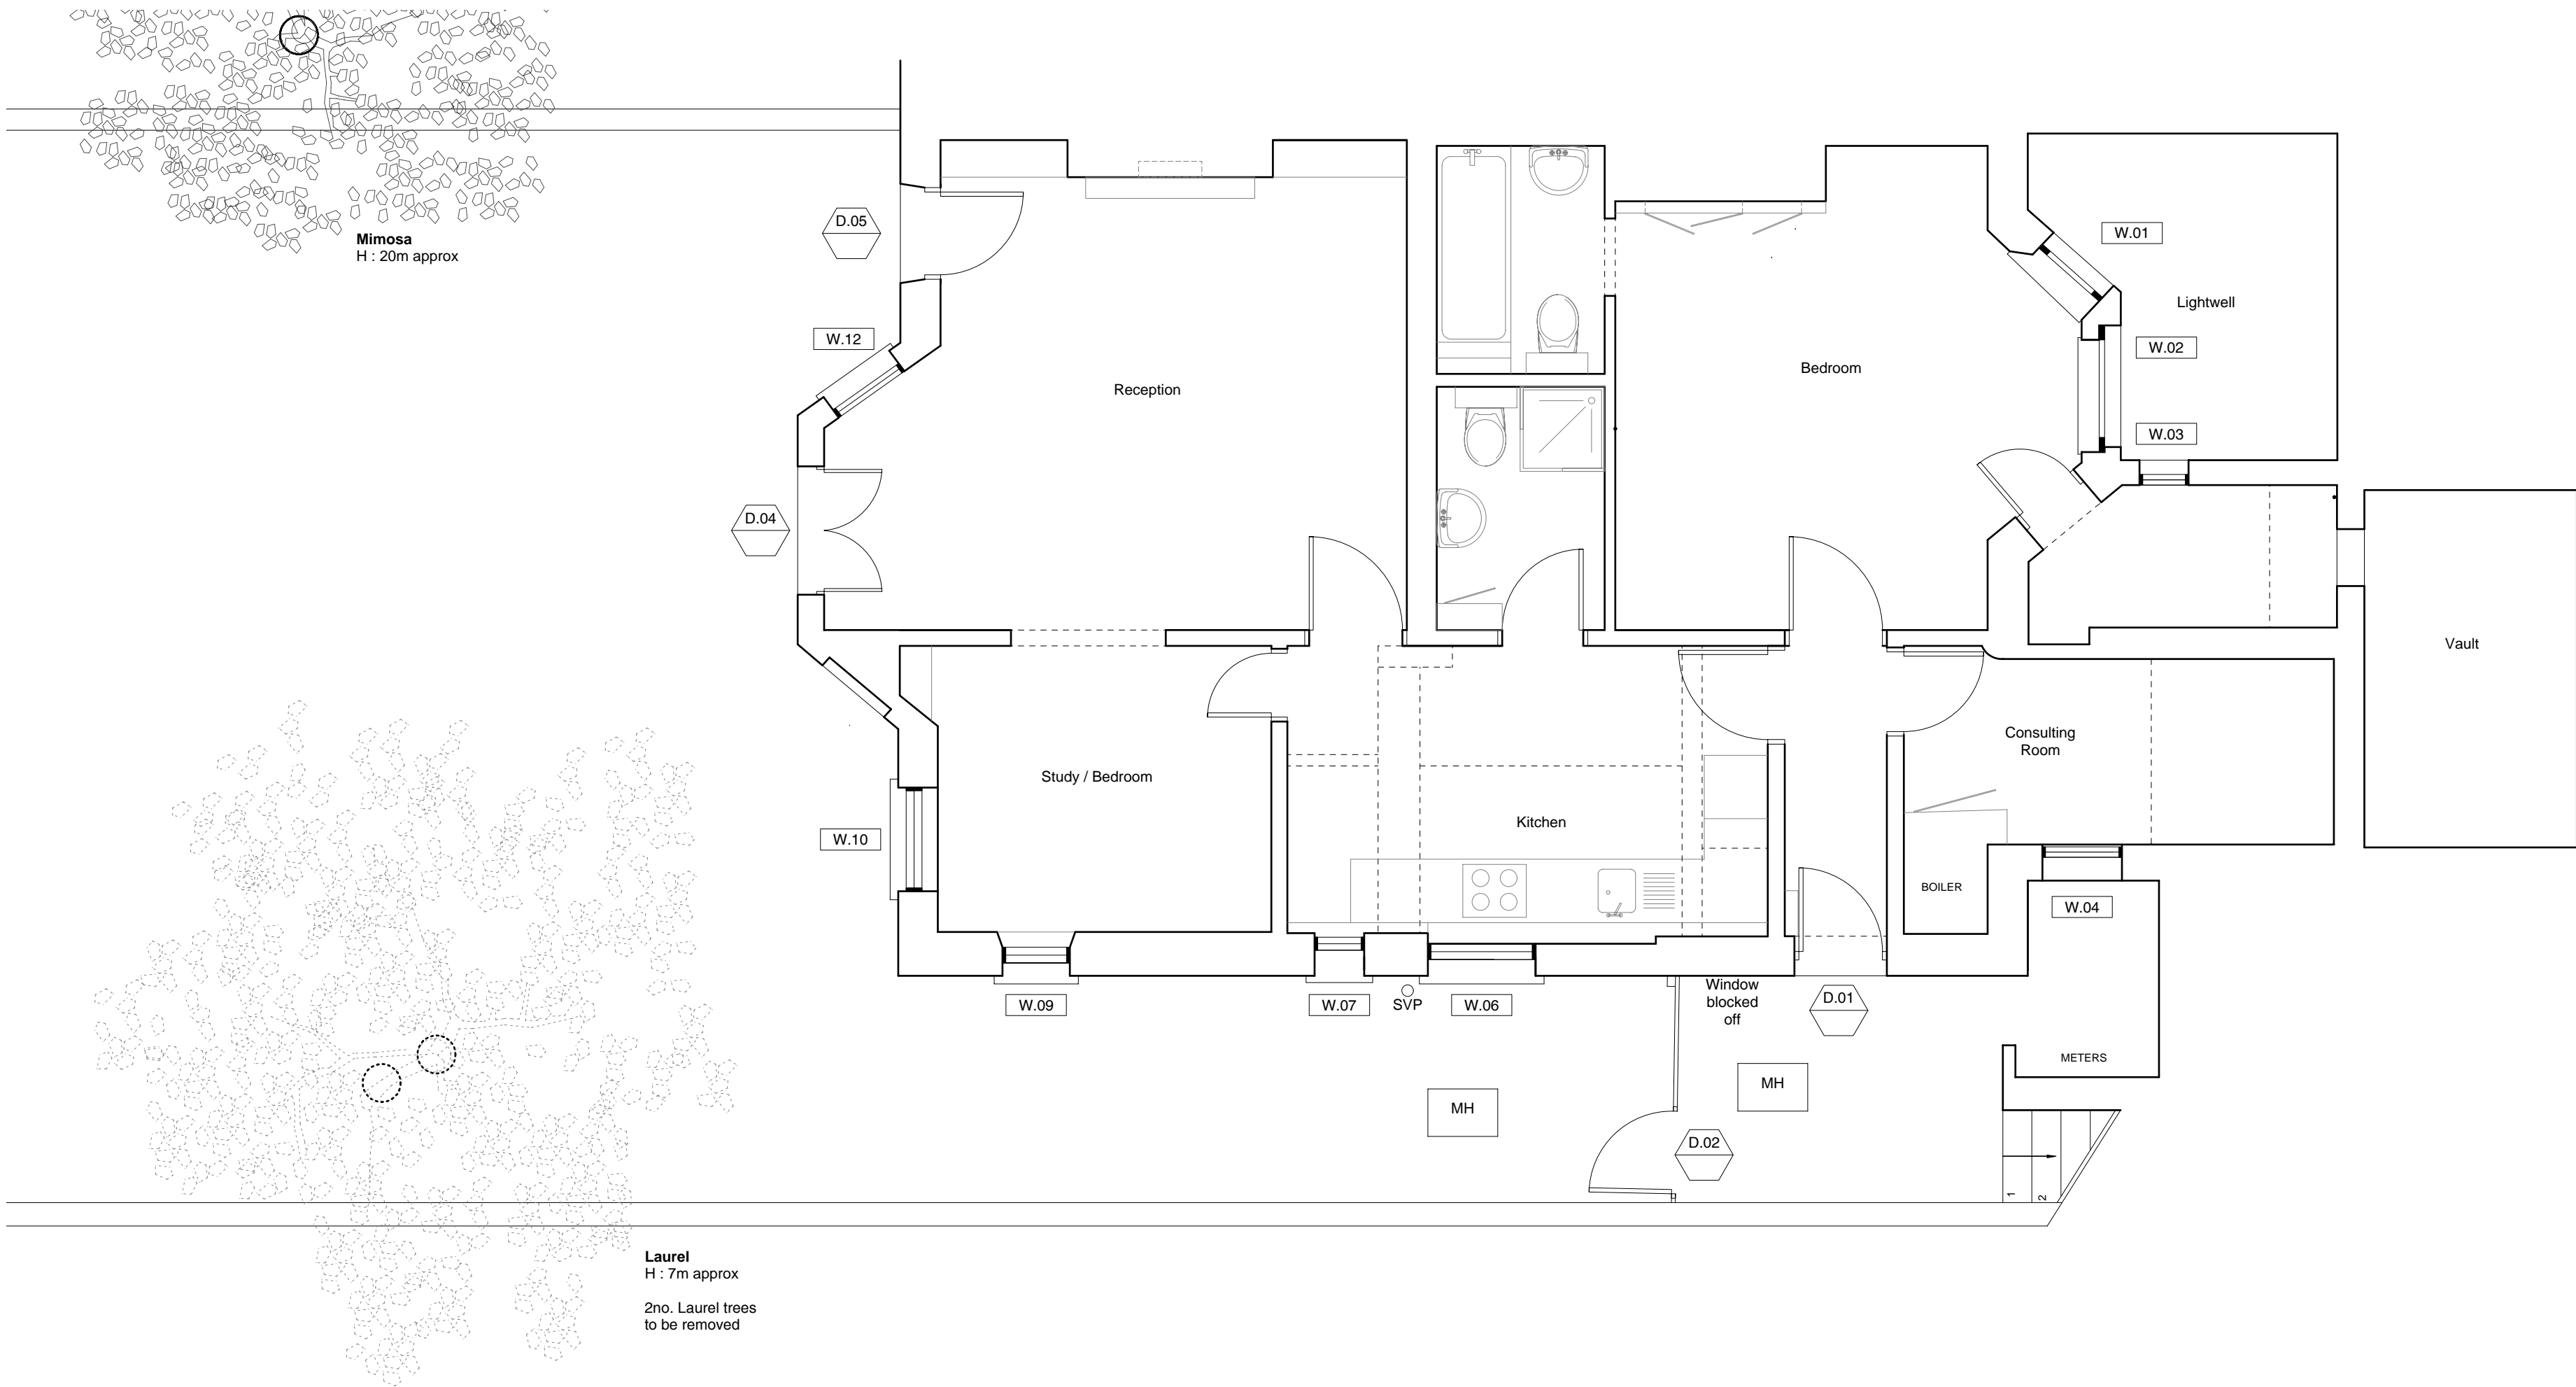 Mimosa
H : 20m approx
D.05
W.12
D.04
Reception
Bedroom
W.01
Lightwell
W.02
W.03
Vault
Consulting
Room
Study / Bedroom
Kitchen
W.10
BOILER
W.04
W.09
W.07
SVP
W.06
Window
blocked
off
D.01
METERS
MH
MH
D.02
1
2
Laurel
H : 7m approx
2no. Laurel trees
to be removed